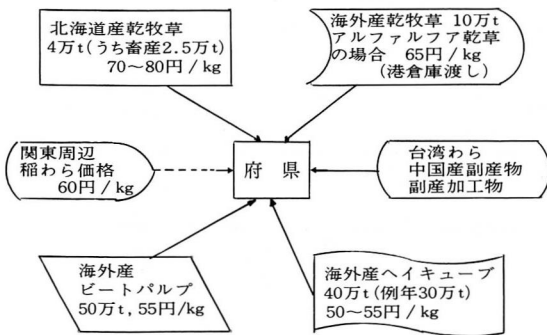 北海道産乾牧草
4万t(うち畜産2.5万t)
70〜80円/kg
海外産乾牧草 10万t
アルファルファ乾草
の場合 65円/kg
(港倉庫渡し)
関東周辺
稲わら価格
60円/kg
府 県
台湾わら
中国産副産物
副産加工物
海外産
ビートパルプ
50万t, 55円/kg
海外産ヘイキューブ
40万t(例年30万t)
50〜55円/kg